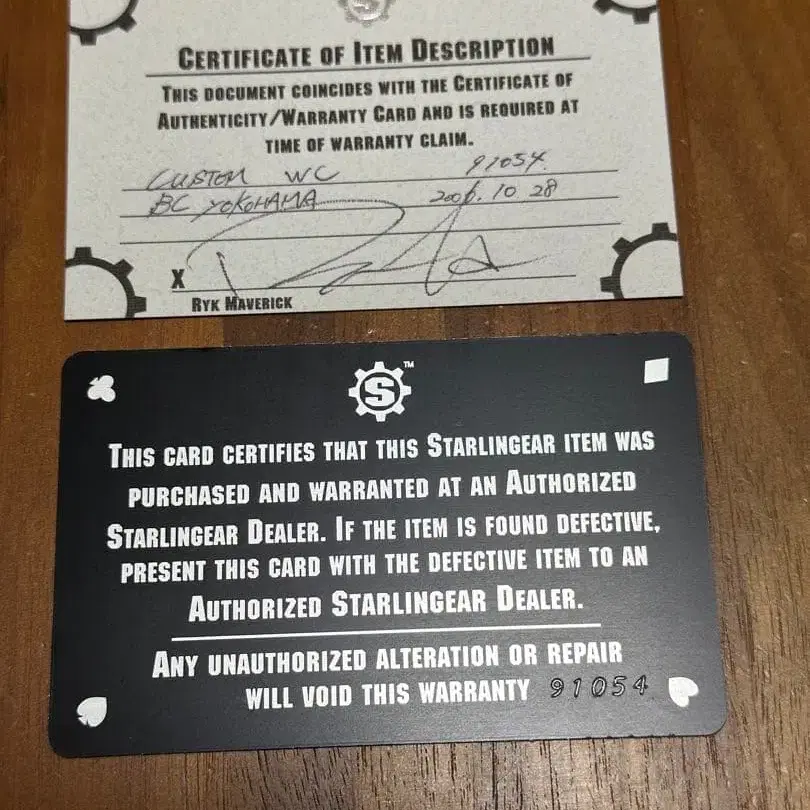 CERTIFICATE OF ITEM DESCRIPTION
THIS DOCUMENT COINCIDES WITH THE CERTIFICATE OF
AUTHENTICITY/WARRANTY CARD AND IS REQUIRED AT
TIME OF WARRANTY CLAIM.
CUSTOM WC 91054.
BC YOKOHAMA 2006. 10 28
X
RYK MAVERICK
S™
THIS CARD CERTIFIES THAT THIS STARLINGEAR ITEM WAS
PURCHASED AND WARRANTED AT AN AUTHORIZED
STARLINGEAR DEALER. IF THE ITEM IS FOUND DEFECTIVE,
PRESENT THIS CARD WITH THE DEFECTIVE ITEM TO AN
AUTHORIZED STARLINGEAR DEALER.
ANY UNAUTHORIZED ALTERATION OR REPAIR
WILL VOID THIS WARRANTY 91054